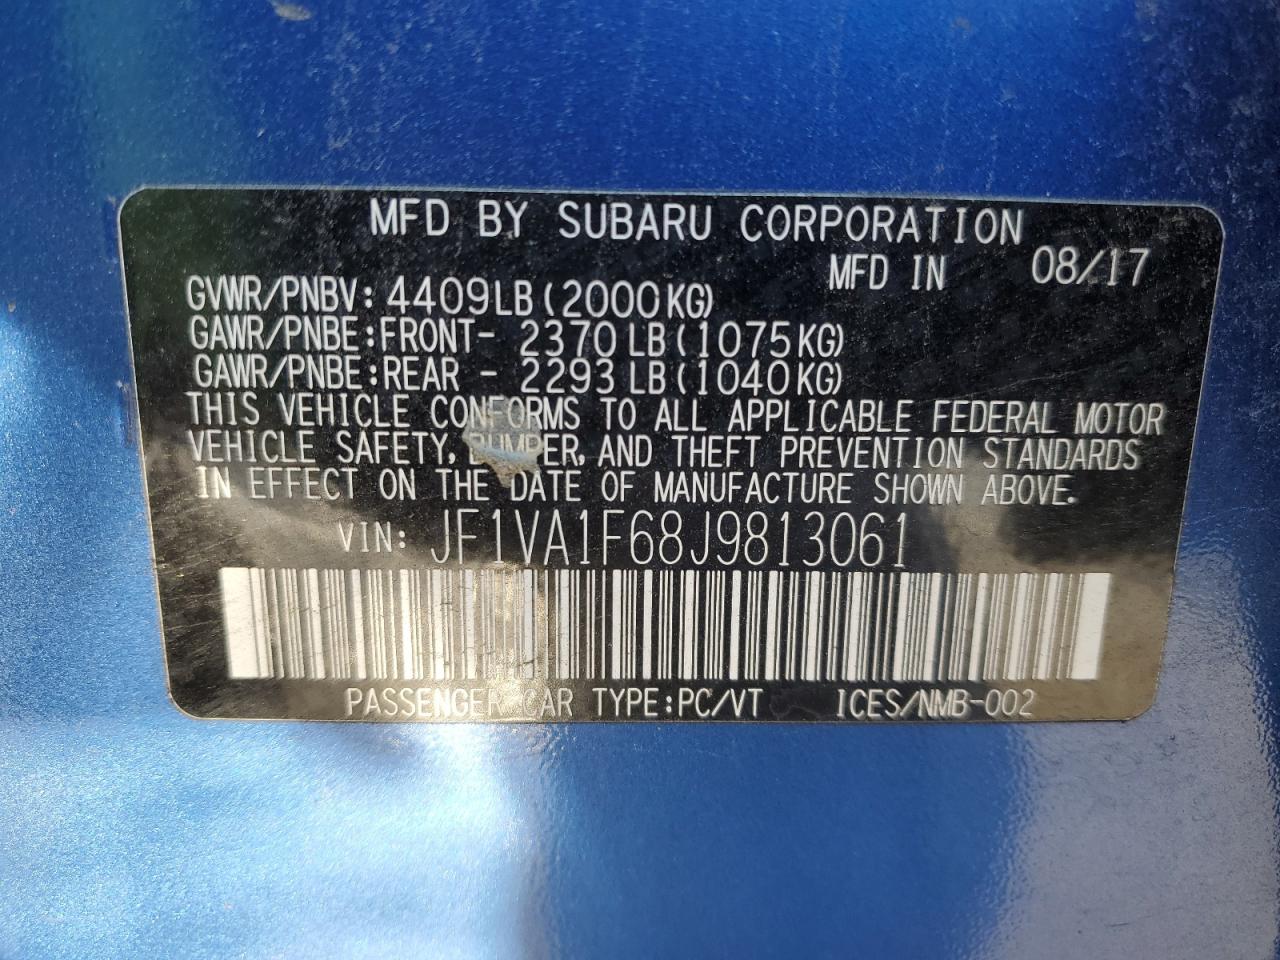 MFD BY SUBARU CORPORATION
MFD IN 08/17
GVWR/PNBV: 4409LB(2000KG)
GAWR/PNBE:FRONT- 2370LB(1075KG)
GAWR/PNBE:REAR - 2293LB(1040KG)
THIS VEHICLE CONFORMS TO ALL APPLICABLE FEDERAL MOTOR
VEHICLE SAFETY, BUMPER, AND THEFT PREVENTION STANDARDS
IN EFFECT ON THE DATE OF MANUFACTURE SHOWN ABOVE.
VIN: JF1VA1F68J9813061
PASSENGER CAR TYPE:PC/VT ICES/NMB-002